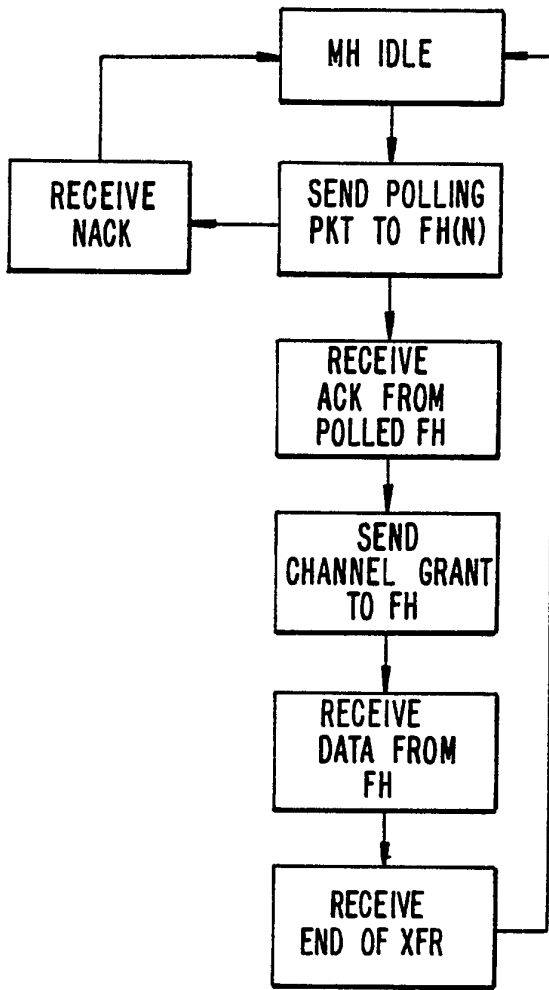 MH IDLE
RECEIVE
NACK
SEND POLLING
PKT TO FH(N)
RECEIVE
ACK FROM
POLLED FH
SEND
CHANNEL GRANT
TO FH
RECEIVE
DATA FROM
FH
RECEIVE
END OF XFR